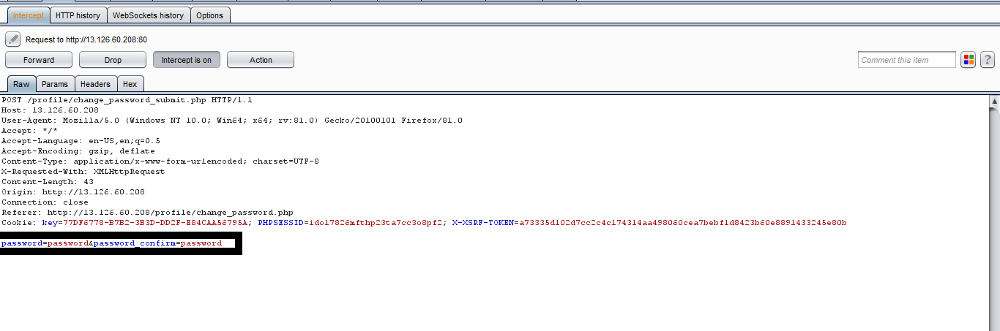 Intercept HTTP history WebSockets history Options
Request to http://13.126.60.208:80
Forward Drop Intercept is on Action Comment this item ?
Raw Params Headers Hex
POST /profile/change_password_submit.php HTTP/1.1
Host: 13.126.60.208
User-Agent: Mozilla/5.0 (Windows NT 10.0; Win64; x64; rv:81.0) Gecko/20100101 Firefox/81.0
Accept: */*
Accept-Language: en-US,en;q=0.5
Accept-Encoding: gzip, deflate
Content-Type: application/x-www-form-urlencoded; charset=UTF-8
X-Requested-With: XMLHttpRequest
Content-Length: 43
Origin: http://13.126.60.208
Connection: close
Referer: http://13.126.60.208/profile/change_password.php
Cookie: key=77DF6778-B7B2-3B3D-DD2F-E84CAA56795A; PHPSESSID=ido17826mfthp23ta7cc3o8pf2; X-XSRF-TOKEN=a73335d102d7cc2c4c174314aa498060cea7bebf1d8423b60e8891433245e80b
password=password&password_confirm=password